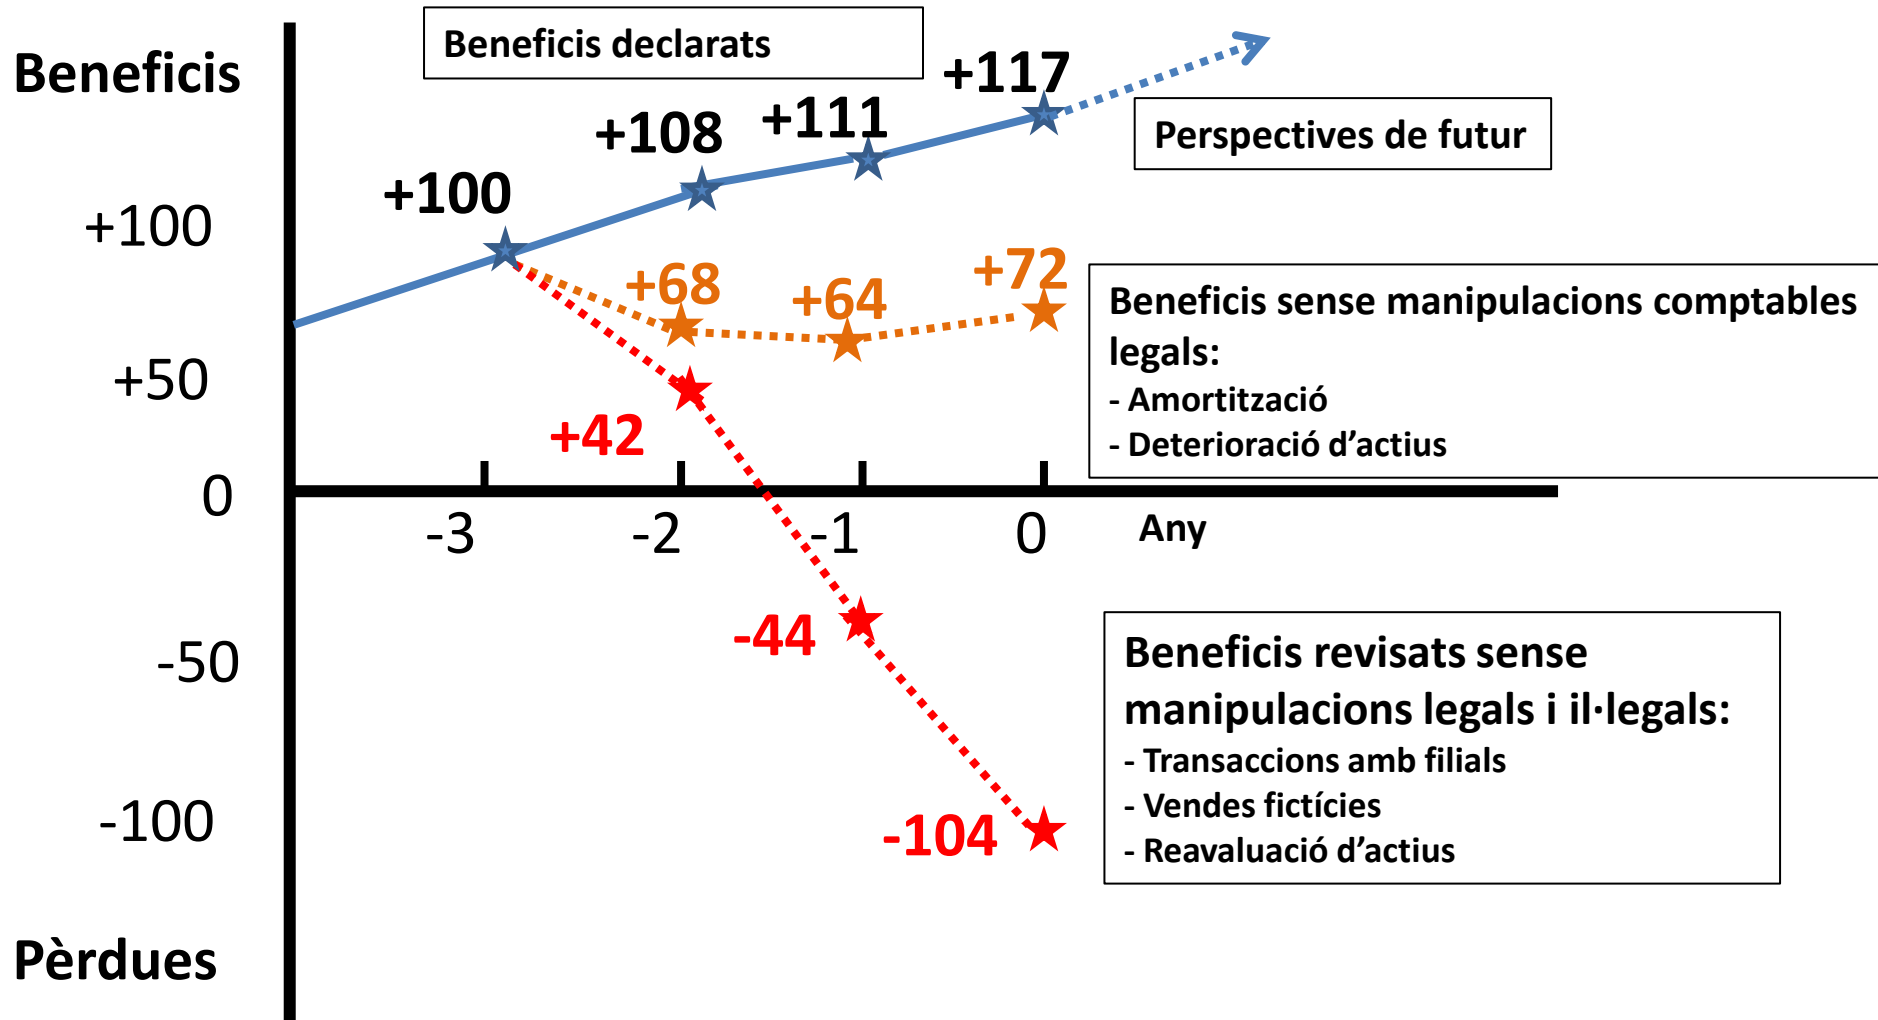 Beneficis declarats
Beneficis
+117
+111
+108
Perspectives de futur
+100
+100
+72
+68
+64
Beneficis sense manipulacions comptables
legals:
- Amortització
- Deterioració d’actius
+50
+42
0
-3
-2
-1
0
Any
-44
-50
Beneficis revisats sense
manipulacions legals i il·legals:
- Transaccions amb filials
- Vendes fictícies
- Reavaluació d’actius
-100
-104
Pèrdues